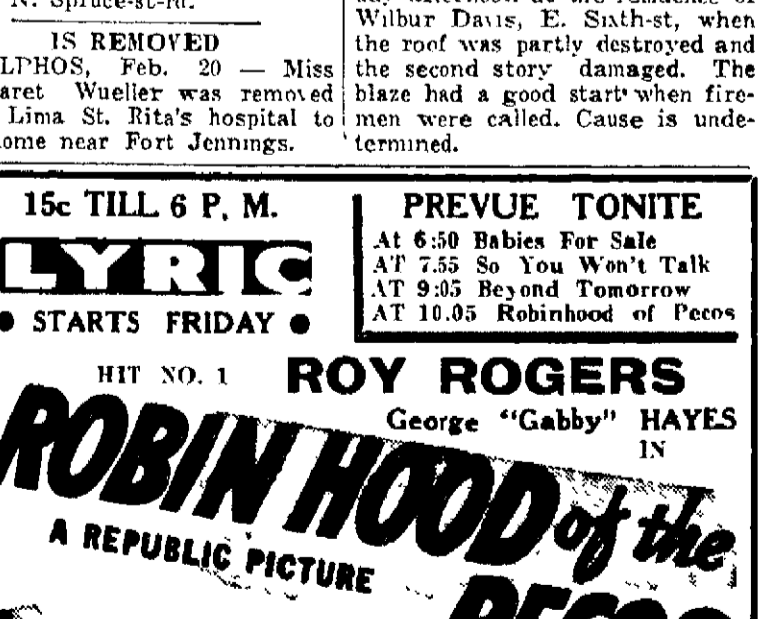 N. Spruce-st-rd.
IS REMOVED
LPHOS, Feb. 20 — Miss
aret Wueller was removed
Lima St. Rita's hospital to
ome near Fort Jennings.
Wilbur Davis, E. Sixth-st, when
the roof was partly destroyed and
the second story damaged. The
blaze had a good start when fire-
men were called. Cause is unde-
termined.
15c TILL 6 P. M.
LYRIC
● STARTS FRIDAY ●
PREVUE TONITE
At 6:50 Babies For Sale
AT 7.55 So You Won't Talk
AT 9:05 Beyond Tomorrow
AT 10.05 Robinhood of Pecos
HIT NO. 1
ROY ROGERS
George "Gabby" HAYES
IN
ROBIN HOOD of the
PECOS
A REPUBLIC PICTURE